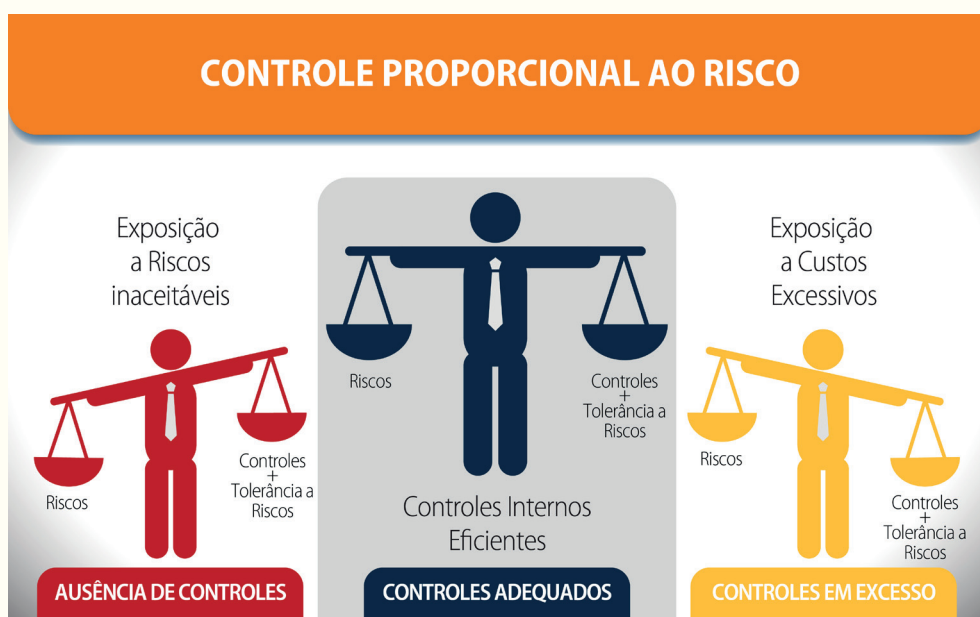 CONTROLE PROPORCIONAL AO RISCO
Exposição
a Riscos
inaceitáveis
Riscos
Controles
+
Tolerância a
Riscos
AUSÊNCIA DE CONTROLES
Riscos
Controles
+
Tolerância a
Riscos
Controles Internos
Eficientes
CONTROLES ADEQUADOS
Exposição
a Custos
Excessivos
Riscos
Controles
+
Tolerância a
Riscos
CONTROLES EM EXCESSO